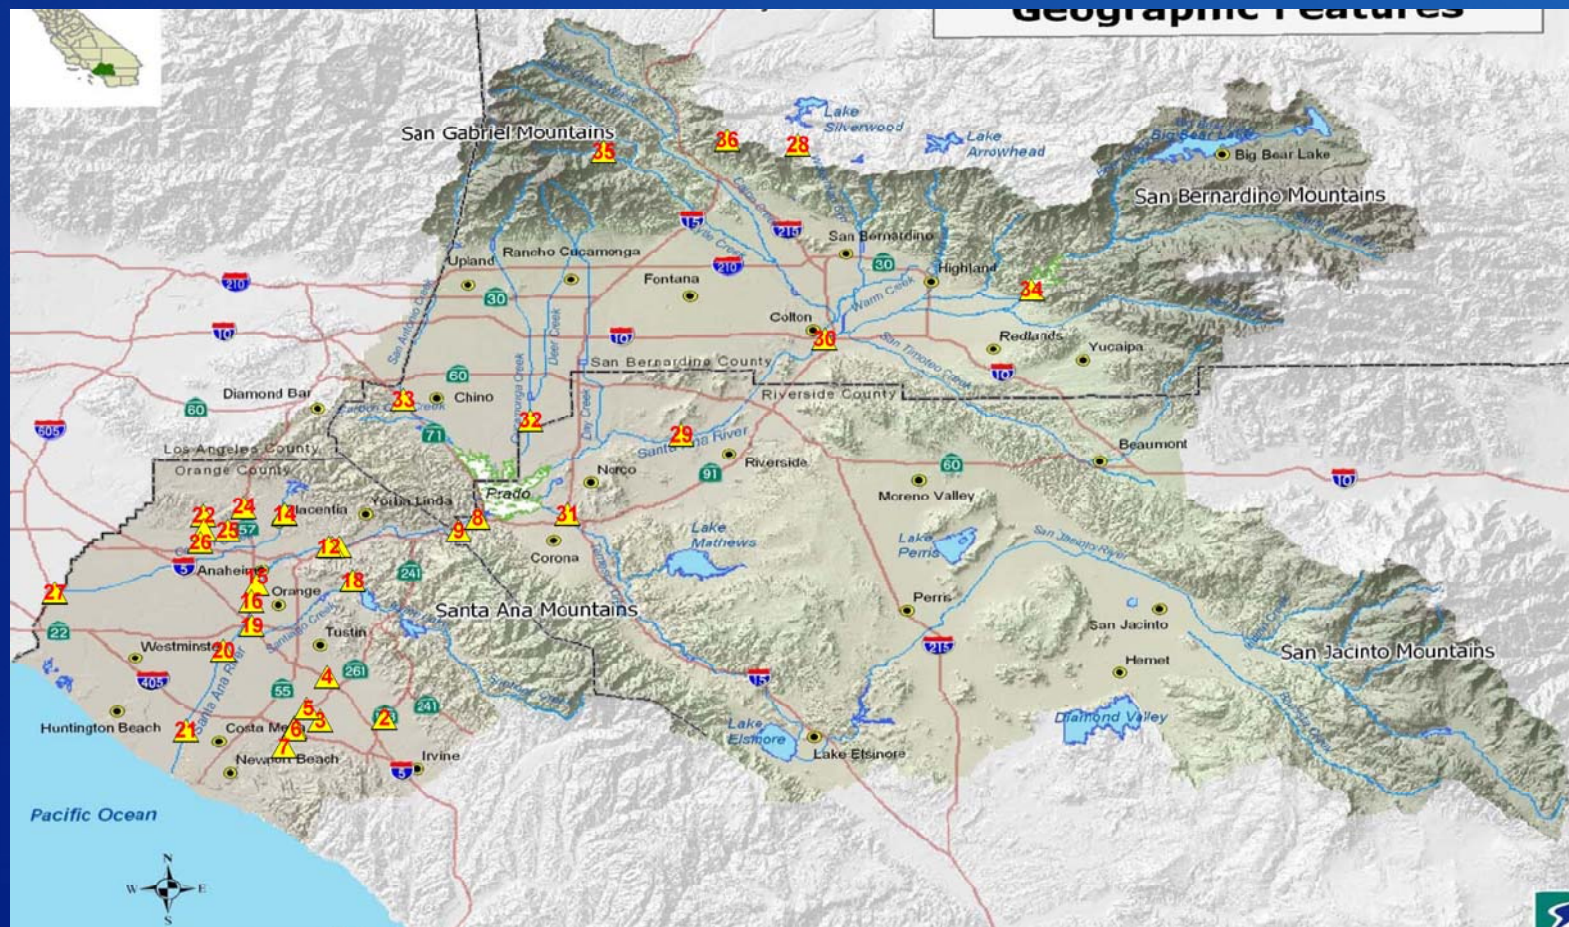 Geographic Features
San Gabriel Mountains
35
36
28
Lake
Silverwood
Lake
Arrowhead
Big Bear Lake
Big Bear Lake
San Bernardino Mountains
15
215
San Bernardino
Rancho Cucamonga
Upland
210
Fontana
210
30
Highland
30
34
Warm Creek
San Antonio Creek
Deer Creek
10
10
Colton
30
Redlands
Yucaipa
San Timoteo Creek
10
San Bernardino County
Riverside County
60
Diamond Bar
33
Chino
60
Cucamonga Creek
Day Creek
32
71
605
29
Santa Ana River
Riverside
Beaumont
Los Angeles County
Orange County
Norco
91
60
10
Moreno Valley
Prado
Yorba Linda
22
24
14
Placentia
25
57
26
8
9
31
Corona
Lake
Mathews
Lake
Perris
San Jacinto River
12
5
Anaheim
15
18
241
27
16
Orange
Santa Ana Mountains
Perris
San Jacinto
22
19
Santiago Creek
Tustin
Westminster
20
215
Hemet
San Jacinto Mountains
405
261
4
15
55
241
Santa Ana River
5
3
2
Huntington Beach
21
Costa Me
6
Lake
Elsinore
Diamond Valley
7
Newport Beach
Irvine
5
Lake Elsinore
Pacific Ocean
N
W
E
S